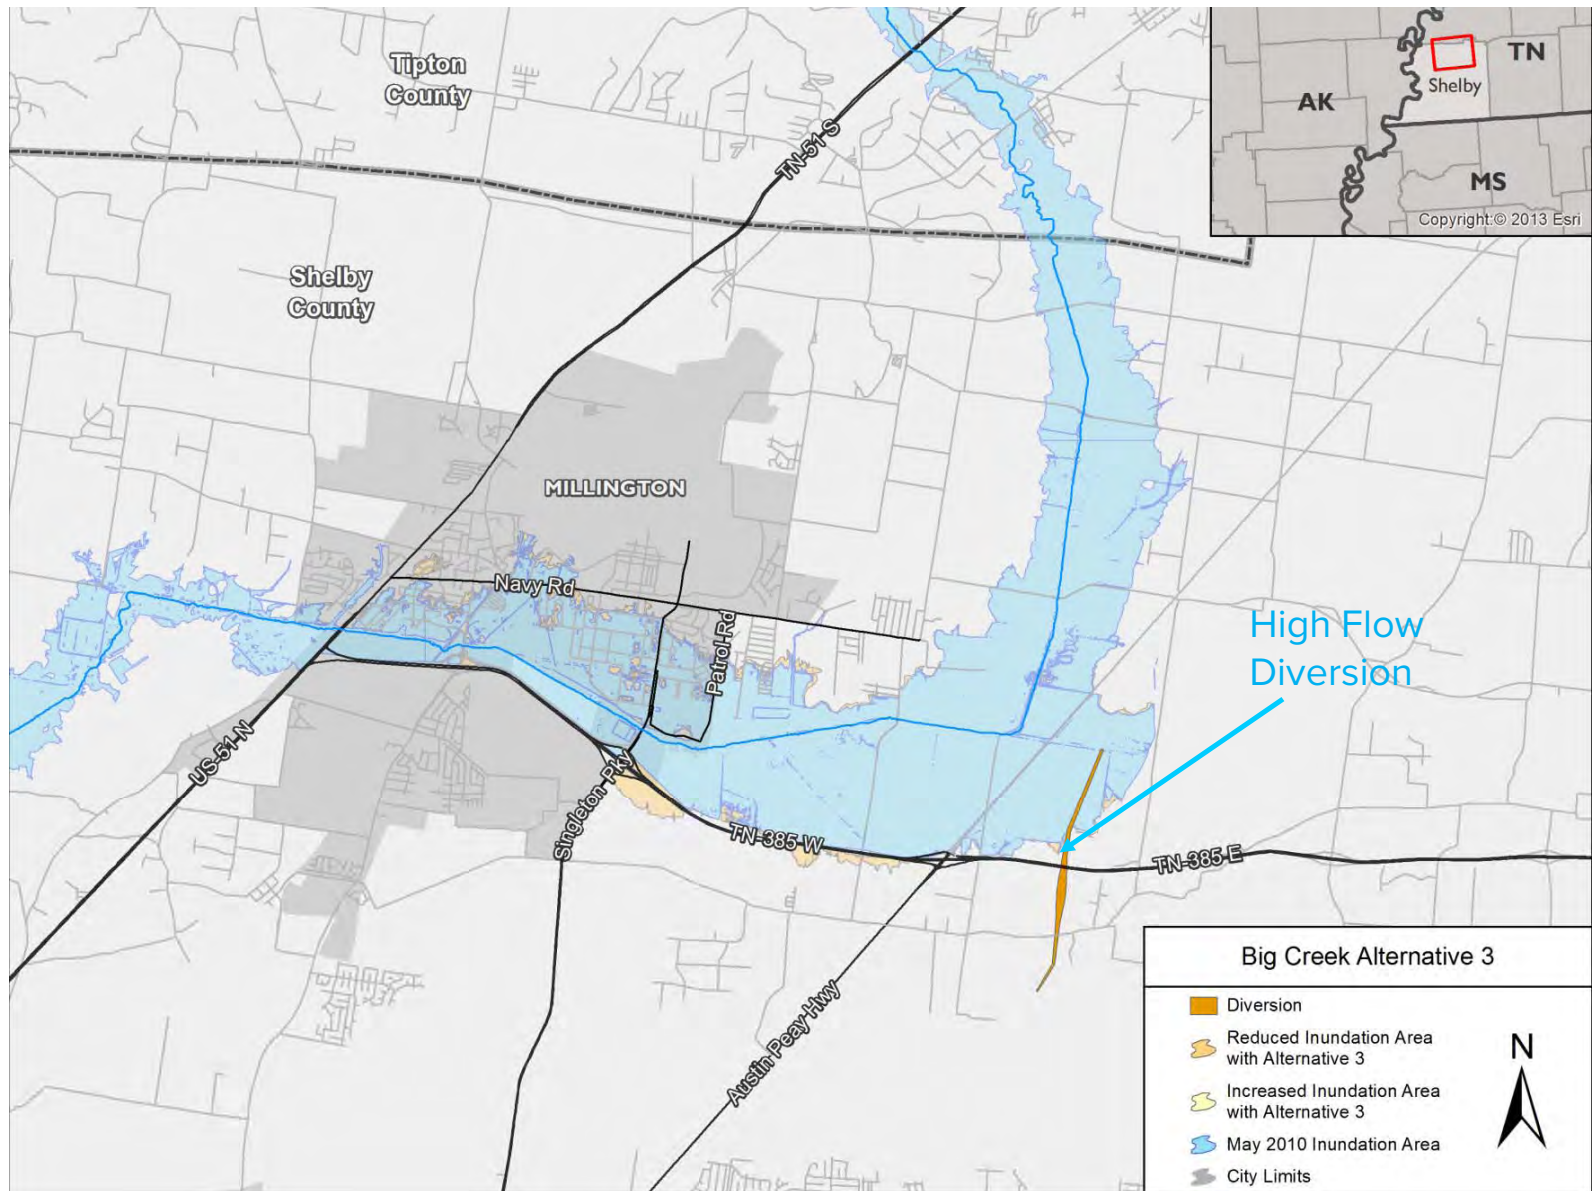 Tipton
County
TN-51 S
Shelby
County
MILLINGTON
Navy Rd
Patrol Rd
US-51 N
Singleton Pky
TN-385 W
TN-385 E
Austin Peay Hwy
High Flow
Diversion
TN
Shelby
AK
MS
Copyright:© 2013 Esri
Big Creek Alternative 3
Diversion
Reduced Inundation Area
with Alternative 3
Increased Inundation Area
with Alternative 3
May 2010 Inundation Area
City Limits
N